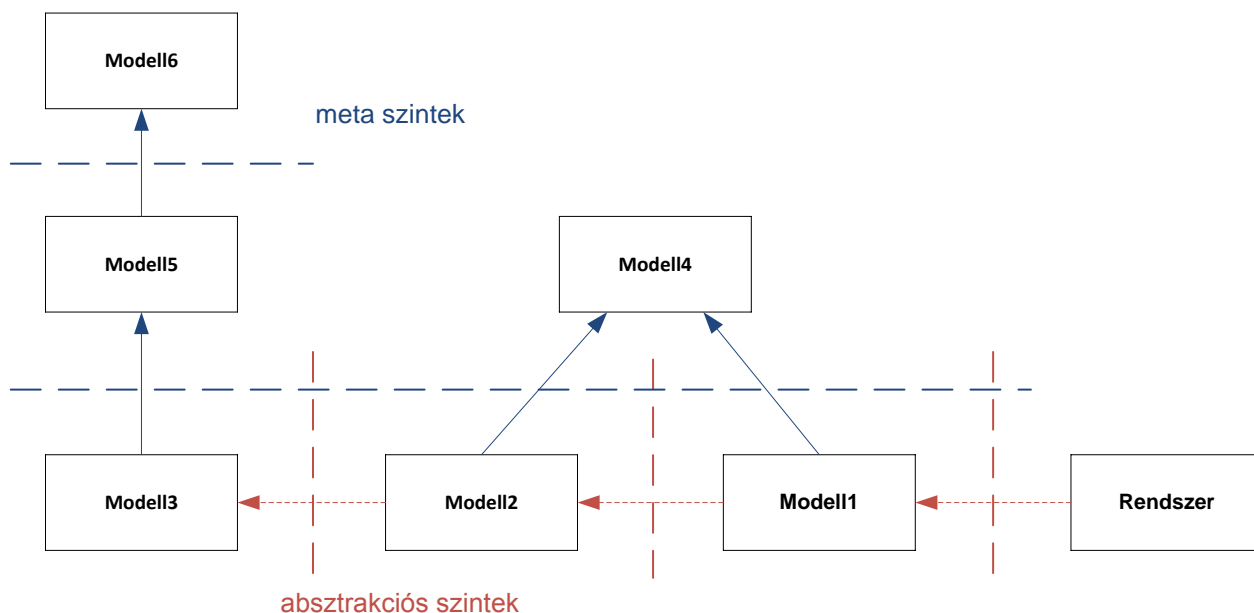 Modell6
meta szintek
Modell5
Modell4
Modell3
Modell2
Modell1
Rendszer
absztrakciós szintek